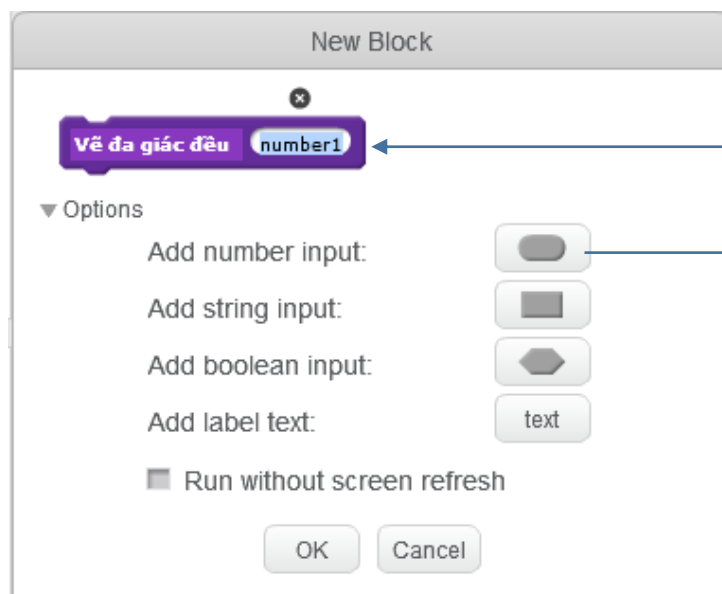 New Block
Vẽ đa giác đều number1
Options
Add number input:
Add string input:
Add boolean input:
Add label text: text
Run without screen refresh
OK Cancel